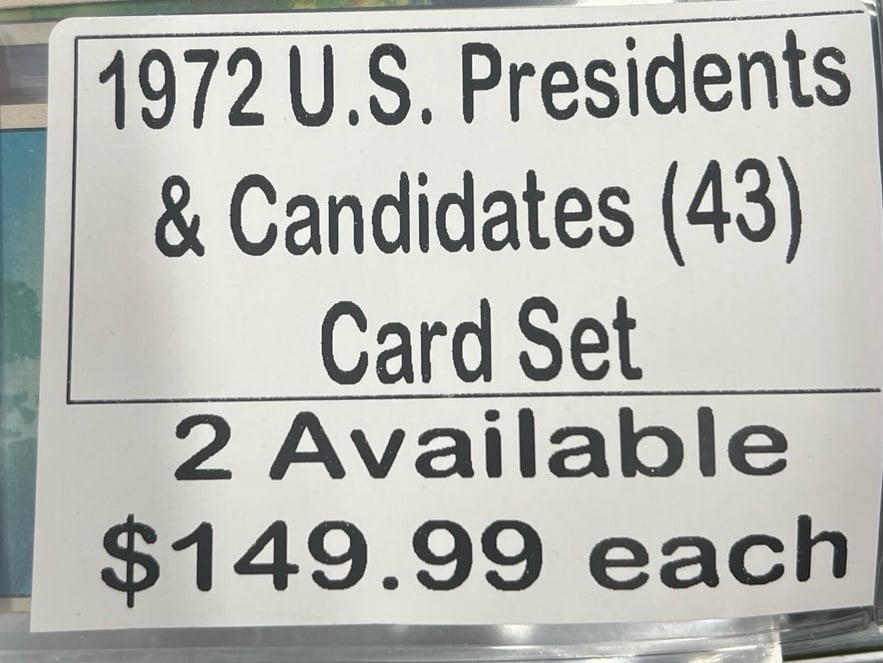 1972 U.S. Presidents
& Candidates (43)
Card Set
2 Available
$149.99 each